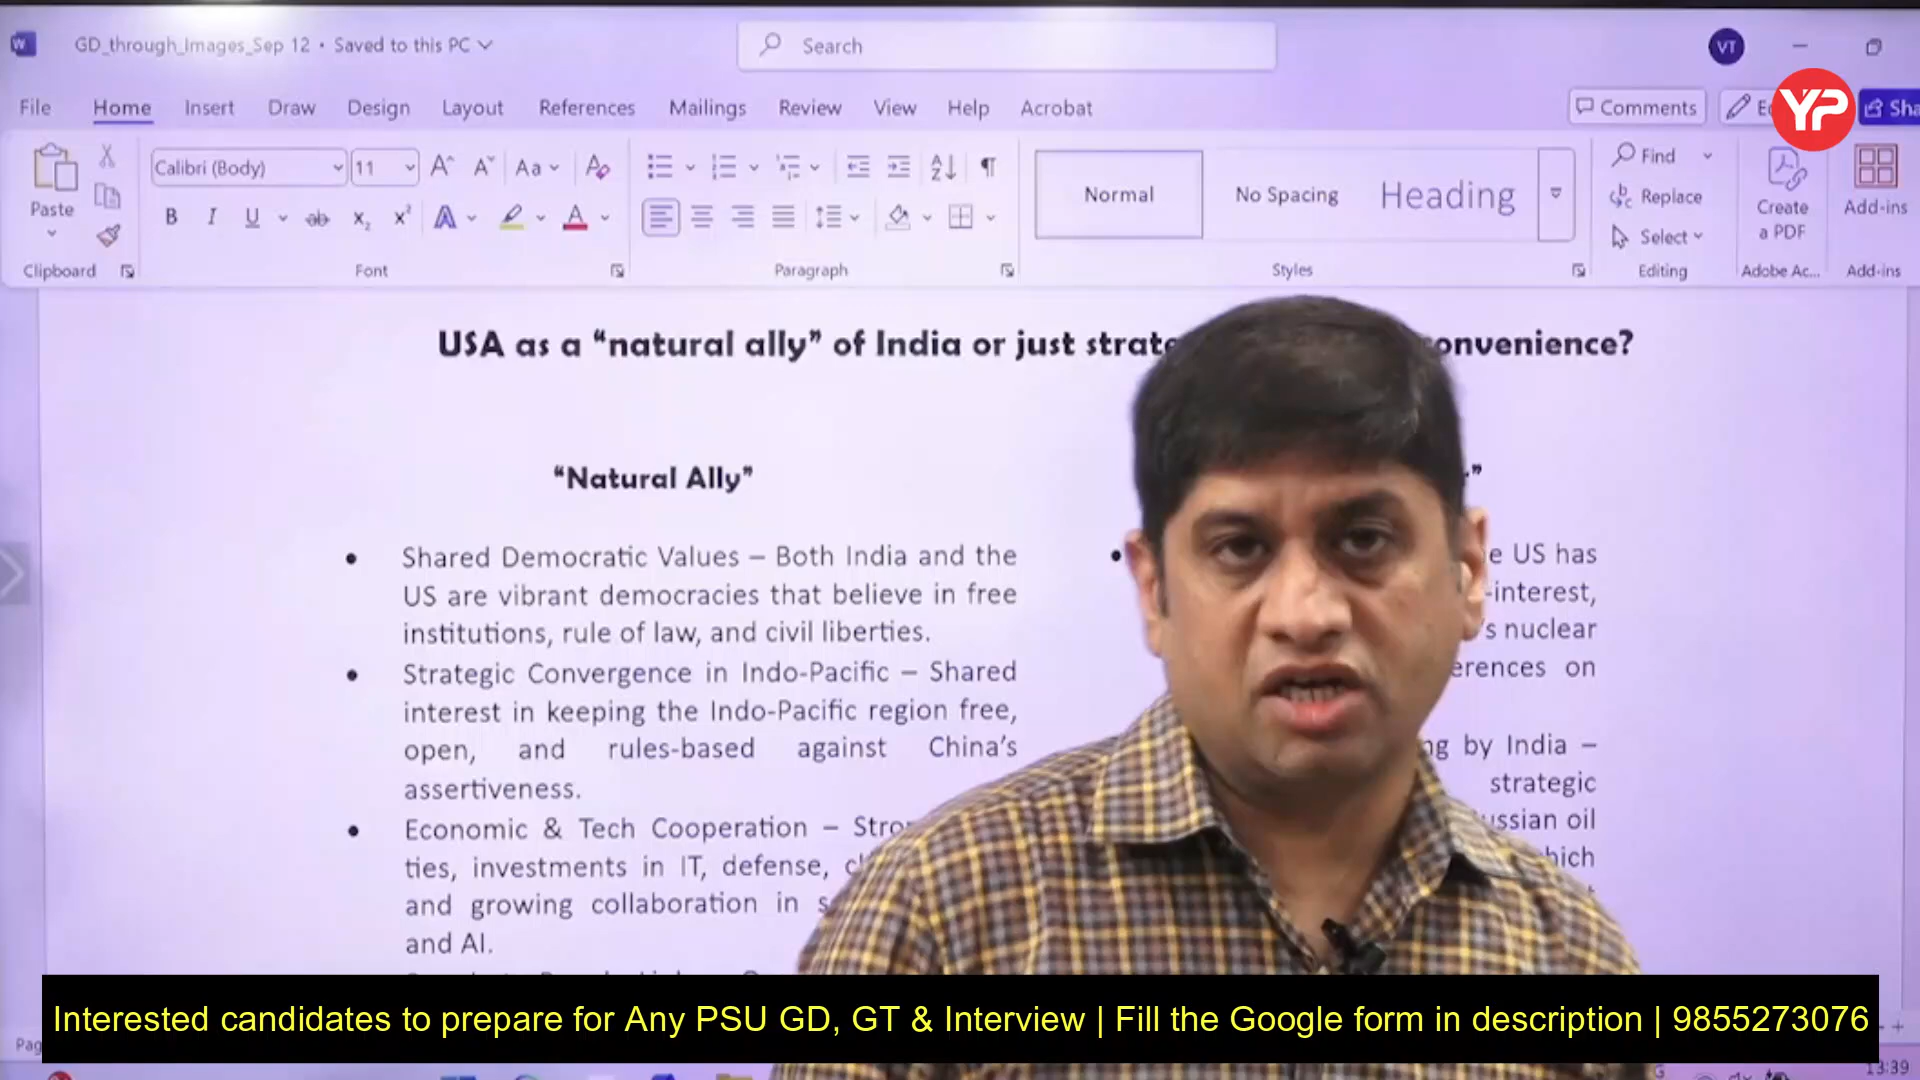 GD_through_Images_Sep 12 • Saved to this PC
Search
VT
File Home Insert Draw Design Layout References Mailings Review View Help Acrobat
Comments
YP
Paste
Calibri (Body) 11
Aa
B I U ab x₂ x² A A
Normal
No Spacing
Heading
Find
Replace
Select
Create
a PDF
Add-ins
Clipboard Font Paragraph Styles Editing Adobe Ac... Add-ins
USA as a “natural ally” of India or just
“Natural Ally”
• Shared Democratic Values – Both India and the
US are vibrant democracies that believe in free
institutions, rule of law, and civil liberties.
• Strategic Convergence in Indo-Pacific – Shared
interest in keeping the Indo-Pacific region free,
open, and rules-based against China’s
assertiveness.
• Economic & Tech Cooperation –
ties, investments in IT, defense,
and growing collaboration in
and AI.
US has
-interest,
nuclear
on
by India –
strategic
oil
Interested candidates to prepare for Any PSU GD, GT & Interview | Fill the Google form in description | 9855273076
13:39